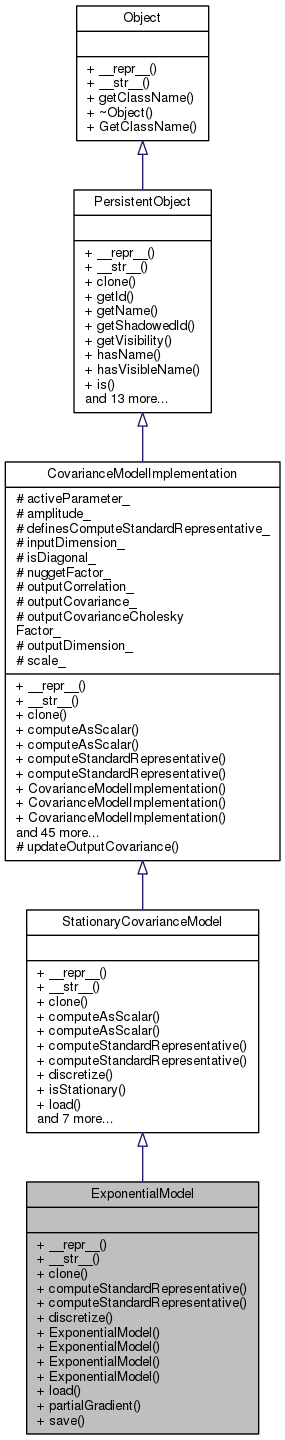 Object
+ __repr__()
+ __str__()
+ getClassName()
+ ~Object()
+ GetClassName()
PersistentObject
+ __repr__()
+ __str__()
+ clone()
+ getId()
+ getName()
+ getShadowedId()
+ getVisibility()
+ hasName()
+ hasVisibleName()
+ is()
and 13 more...
CovarianceModelImplementation
# activeParameter_
# amplitude_
# definesComputeStandardRepresentative_
# inputDimension_
# isDiagonal_
# nuggetFactor_
# outputCorrelation_
# outputCovariance_
# outputCovarianceCholesky
Factor_
# outputDimension_
# scale_
+ __repr__()
+ __str__()
+ clone()
+ computeAsScalar()
+ computeAsScalar()
+ computeStandardRepresentative()
+ computeStandardRepresentative()
+ CovarianceModelImplementation()
+ CovarianceModelImplementation()
+ CovarianceModelImplementation()
and 45 more...
# updateOutputCovariance()
StationaryCovarianceModel
+ __repr__()
+ __str__()
+ clone()
+ computeAsScalar()
+ computeAsScalar()
+ computeStandardRepresentative()
+ computeStandardRepresentative()
+ discretize()
+ isStationary()
+ load()
and 7 more...
ExponentialModel
+ __repr__()
+ __str__()
+ clone()
+ computeStandardRepresentative()
+ computeStandardRepresentative()
+ discretize()
+ ExponentialModel()
+ ExponentialModel()
+ ExponentialModel()
+ ExponentialModel()
+ load()
+ partialGradient()
+ save()